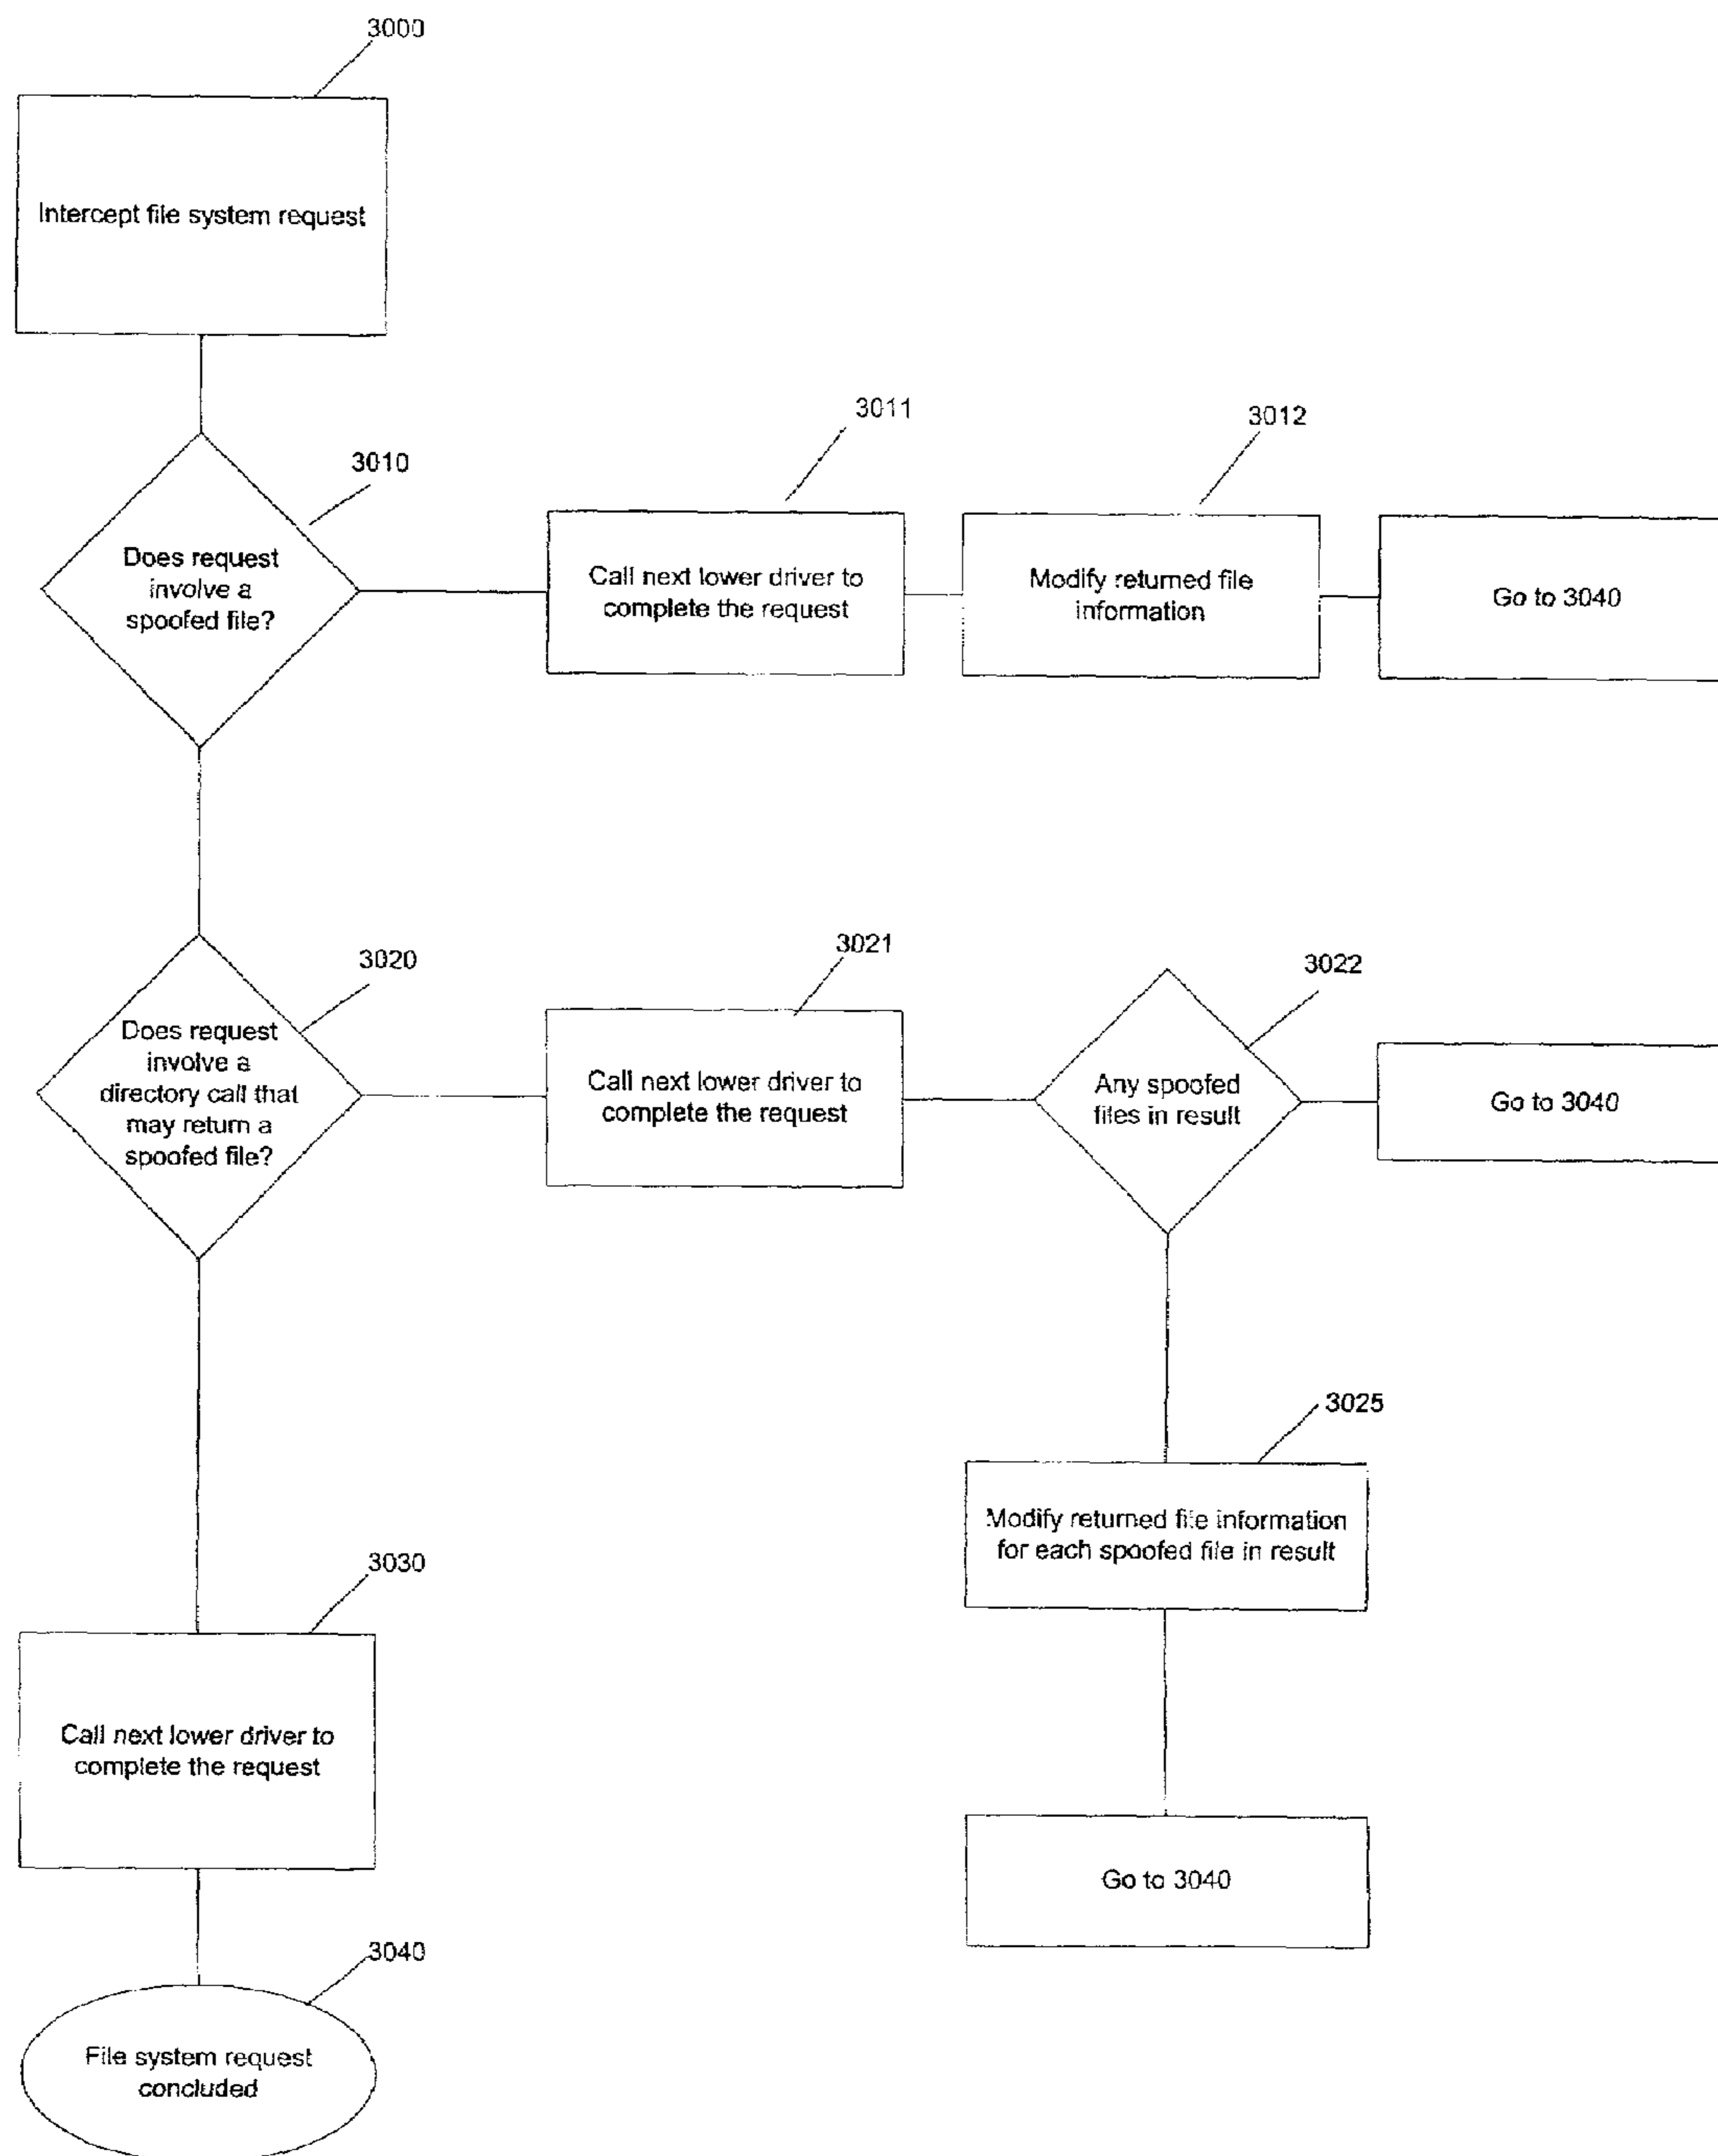 3000
Intercept file system request
3010
Does request
involve a
spoofed file?
3011
Call next lower driver to
complete the request
3012
Modify returned file
information
Go to 3040
3020
Does request
involve a
directory call that
may return a
spoofed file?
3021
Call next lower driver to
complete the request
3022
Any spoofed
files in result
Go to 3040
3025
Modify returned file information
for each spoofed file in result
Go to 3040
3030
Call next lower driver to
complete the request
3040
File system request
concluded